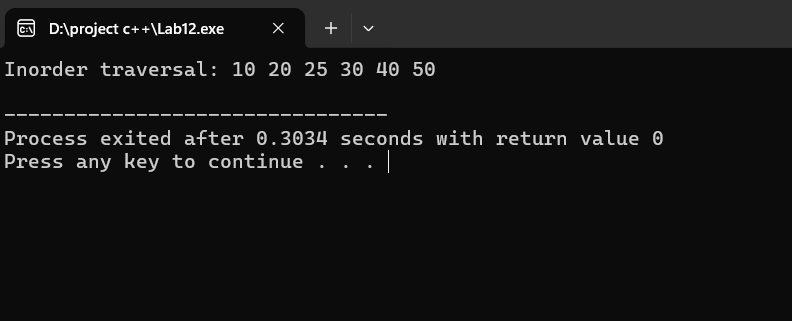 D:\project c++\Lab12.exe
Inorder traversal: 10 20 25 30 40 50
--------------------------------
Process exited after 0.3034 seconds with return value 0
Press any key to continue . . .